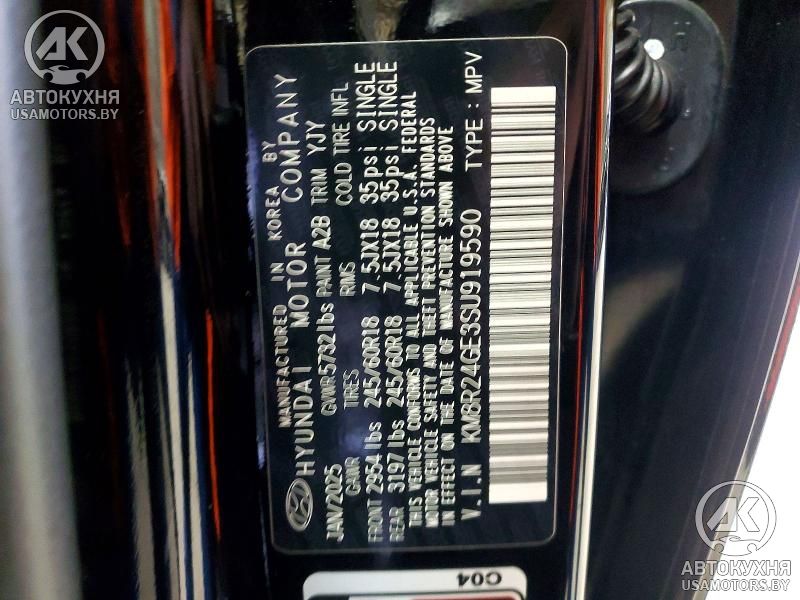 AK
АВТОКУХНЯ
USAMOTORS.BY
MANUFACTURED IN KOREA BY
HYUNDAI MOTOR COMPANY
JAN/2025 GVWR5732lbs PAINT A2B TRIM YJY
GAWR TIRES RIMS COLD TIRE INFL
FRONT 2954 lbs 245/60R18 7.5JX18 35psi SINGLE
REAR 3197 lbs 245/60R18 7.5JX18 35psi SINGLE
THIS VEHICLE CONFORMS TO ALL APPLICABLE U.S.A. FEDERAL
MOTOR VEHICLE SAFETY AND THEFT PREVENTION STANDARDS
IN EFFECT ON THE DATE OF MANUFACTURE SHOWN ABOVE
V.I.N KM8R24GE3SU919590 TYPE : MPV
C04
AK
АВТОКУХНЯ
USAMOTORS.BY